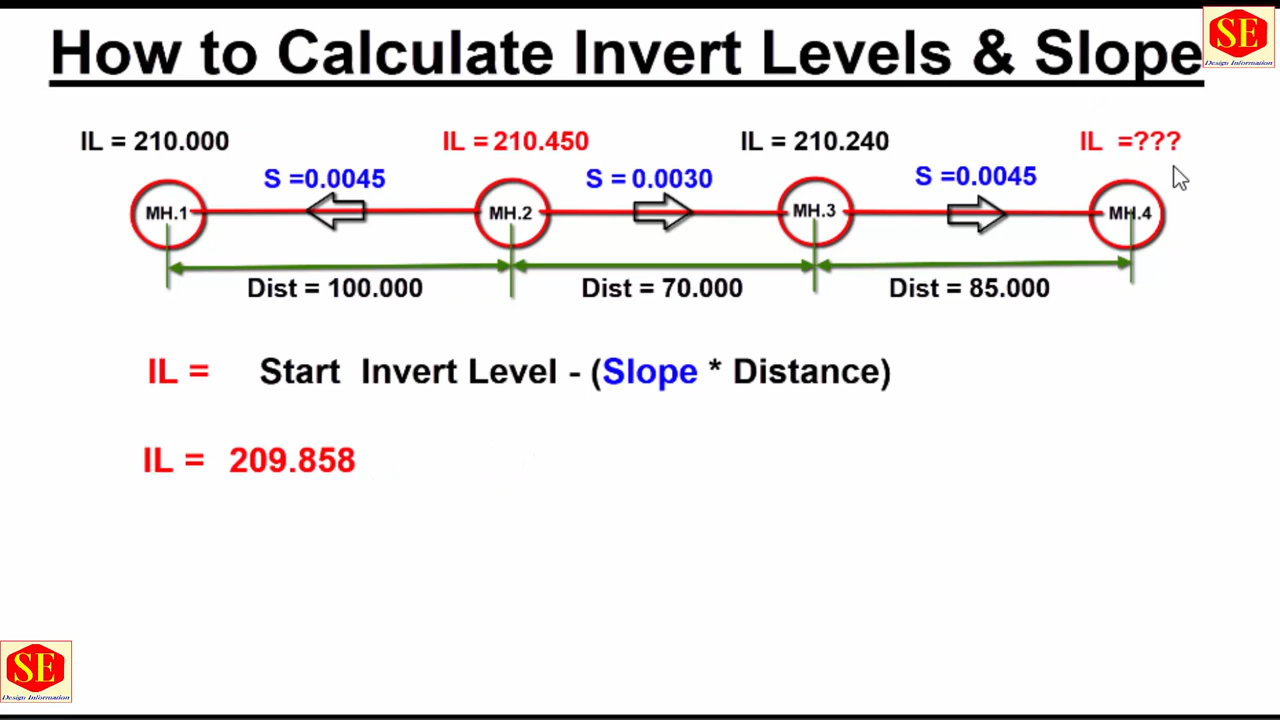 How to Calculate Invert Levels & Slope
SE
Design Information
IL = 210.000
IL = 210.450
IL = 210.240
IL =???
S =0.0045
S = 0.0030
S =0.0045
MH.1
MH.2
MH.3
MH.4
Dist = 100.000
Dist = 70.000
Dist = 85.000
IL = Start Invert Level - (Slope * Distance)
IL = 209.858
SE
Design Information